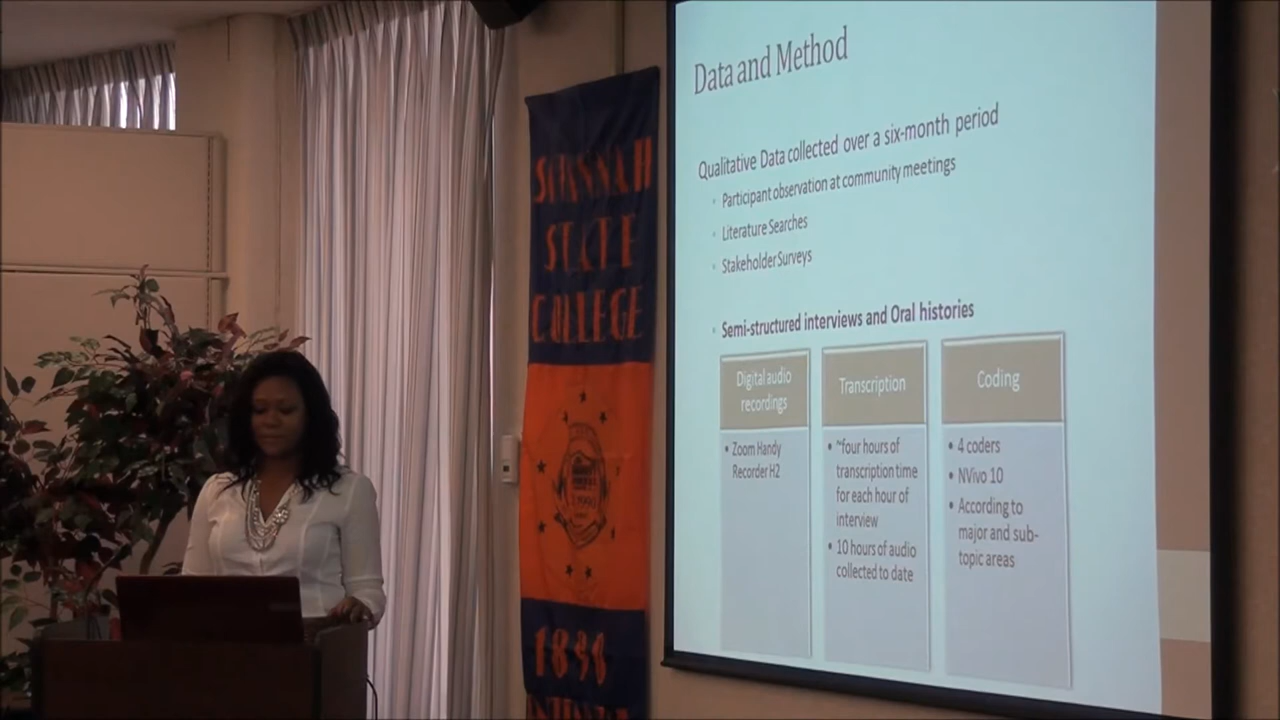 SAVANNAH
STATE
COLLEGE
1890
Data and Method
Qualitative Data collected over a six-month period
Participant observation at community meetings
Literature Searches
Stakeholder Surveys
Semi-structured interviews and Oral histories
Digital audio
recordings
• Zoom Handy
Recorder H2
Transcription
• ~four hours of
transcription time
for each hour of
interview
• 10 hours of audio
collected to date
Coding
• 4 coders
• NVivo 10
• According to
major and sub-
topic areas